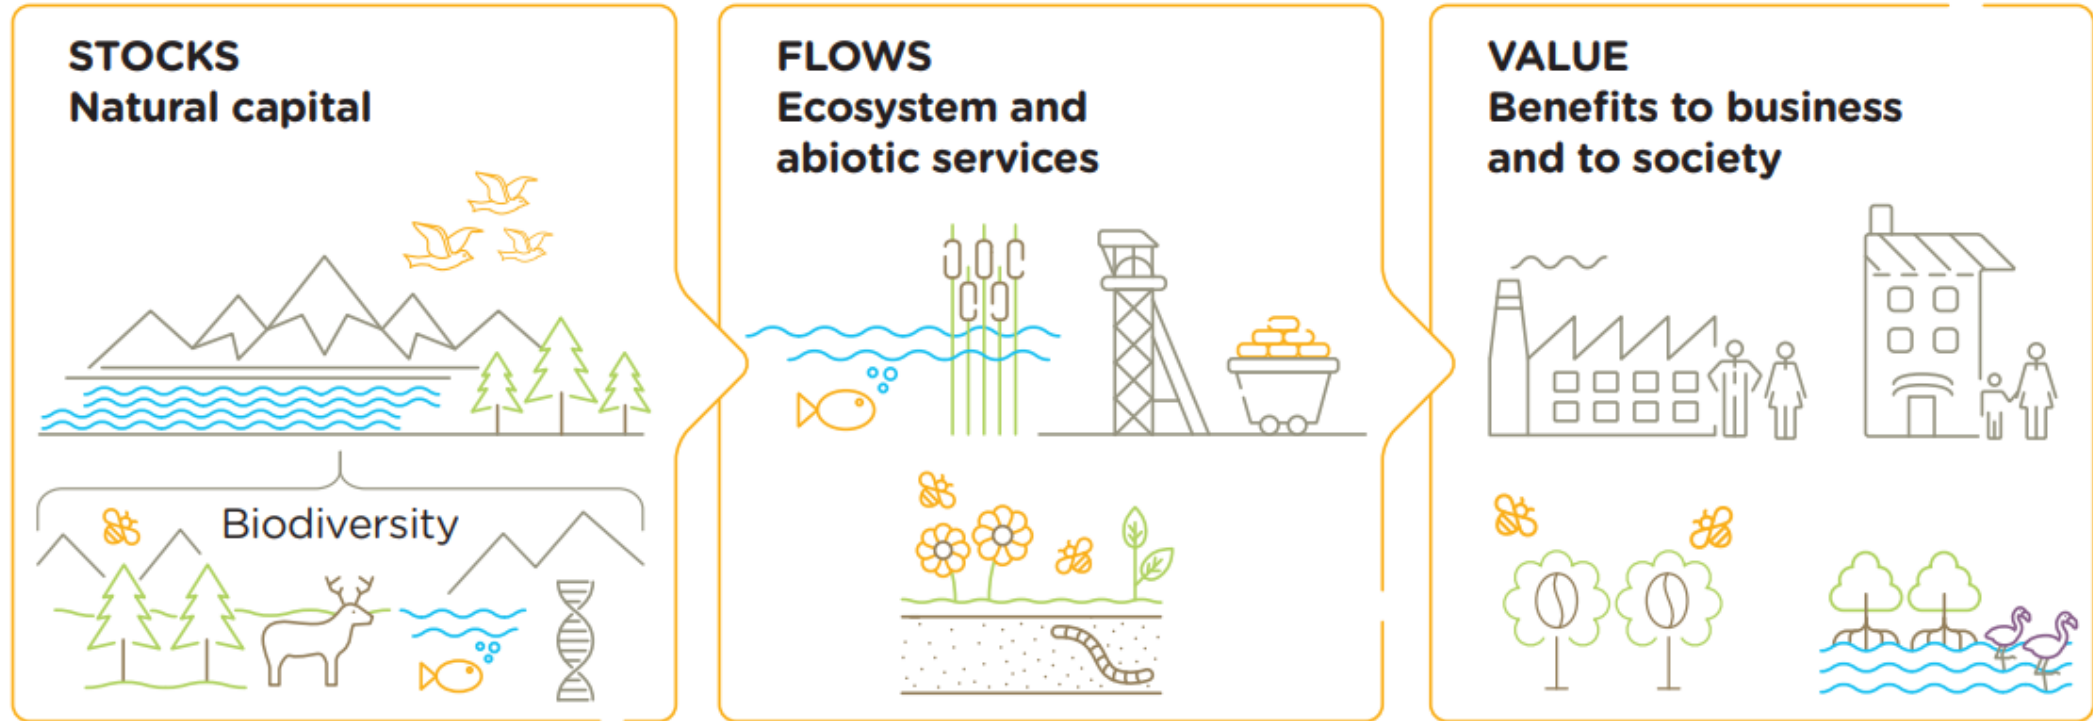 STOCKS
Natural capital
Biodiversity
FLOWS
Ecosystem and
abiotic services
VALUE
Benefits to business
and to society